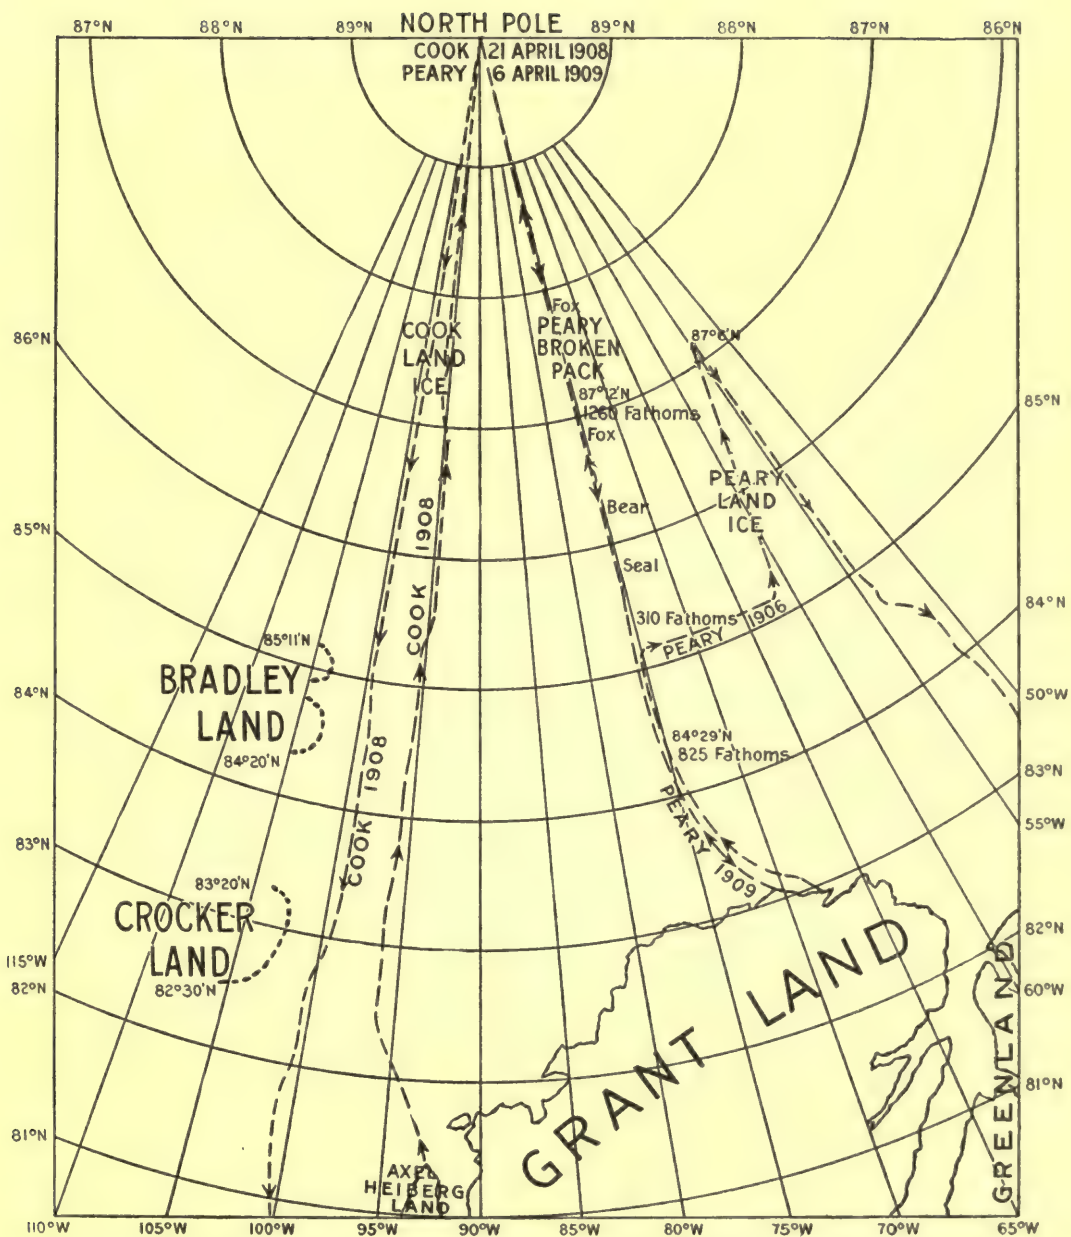 NORTH POLE
87°N 88°N 89°N 89°N 88°N 87°N 86°N
COOK 21 APRIL 1908
PEARY 6 APRIL 1909
Fox
PEARY
BROKEN
PACK
COOK
LAND
ICE
87°6'N
86°N
87°12'N
1260 Fathoms
Fox
85°N
PEARY
LAND
ICE
Bear
COOK 1908
85°N
Seal
84°N
310 Fathoms
PEARY 1906
85°11'N
BRADLEY
LAND
84°20'N
84°N
50°W
84°29'N
825 Fathoms
COOK 1908
83°N
PEARY 1909
55°W
83°N
83°20'N
CROCKER
LAND
82°30'N
82°N
115°W
82°N
60°W
GRANT LAND
GREENLAND
81°N
81°N
AXEL
HEIBERG
LAND
110°W 105°W 100°W 95°W 90°W 85°W 80°W 75°W 70°W 65°W